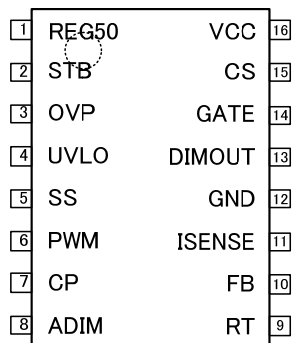 1 REG50 VCC 16
2 STB CS 15
3 OVP GATE 14
4 UVLO DIMOUT 13
5 SS GND 12
6 PWM ISENSE 11
7 CP FB 10
8 ADIM RT 9